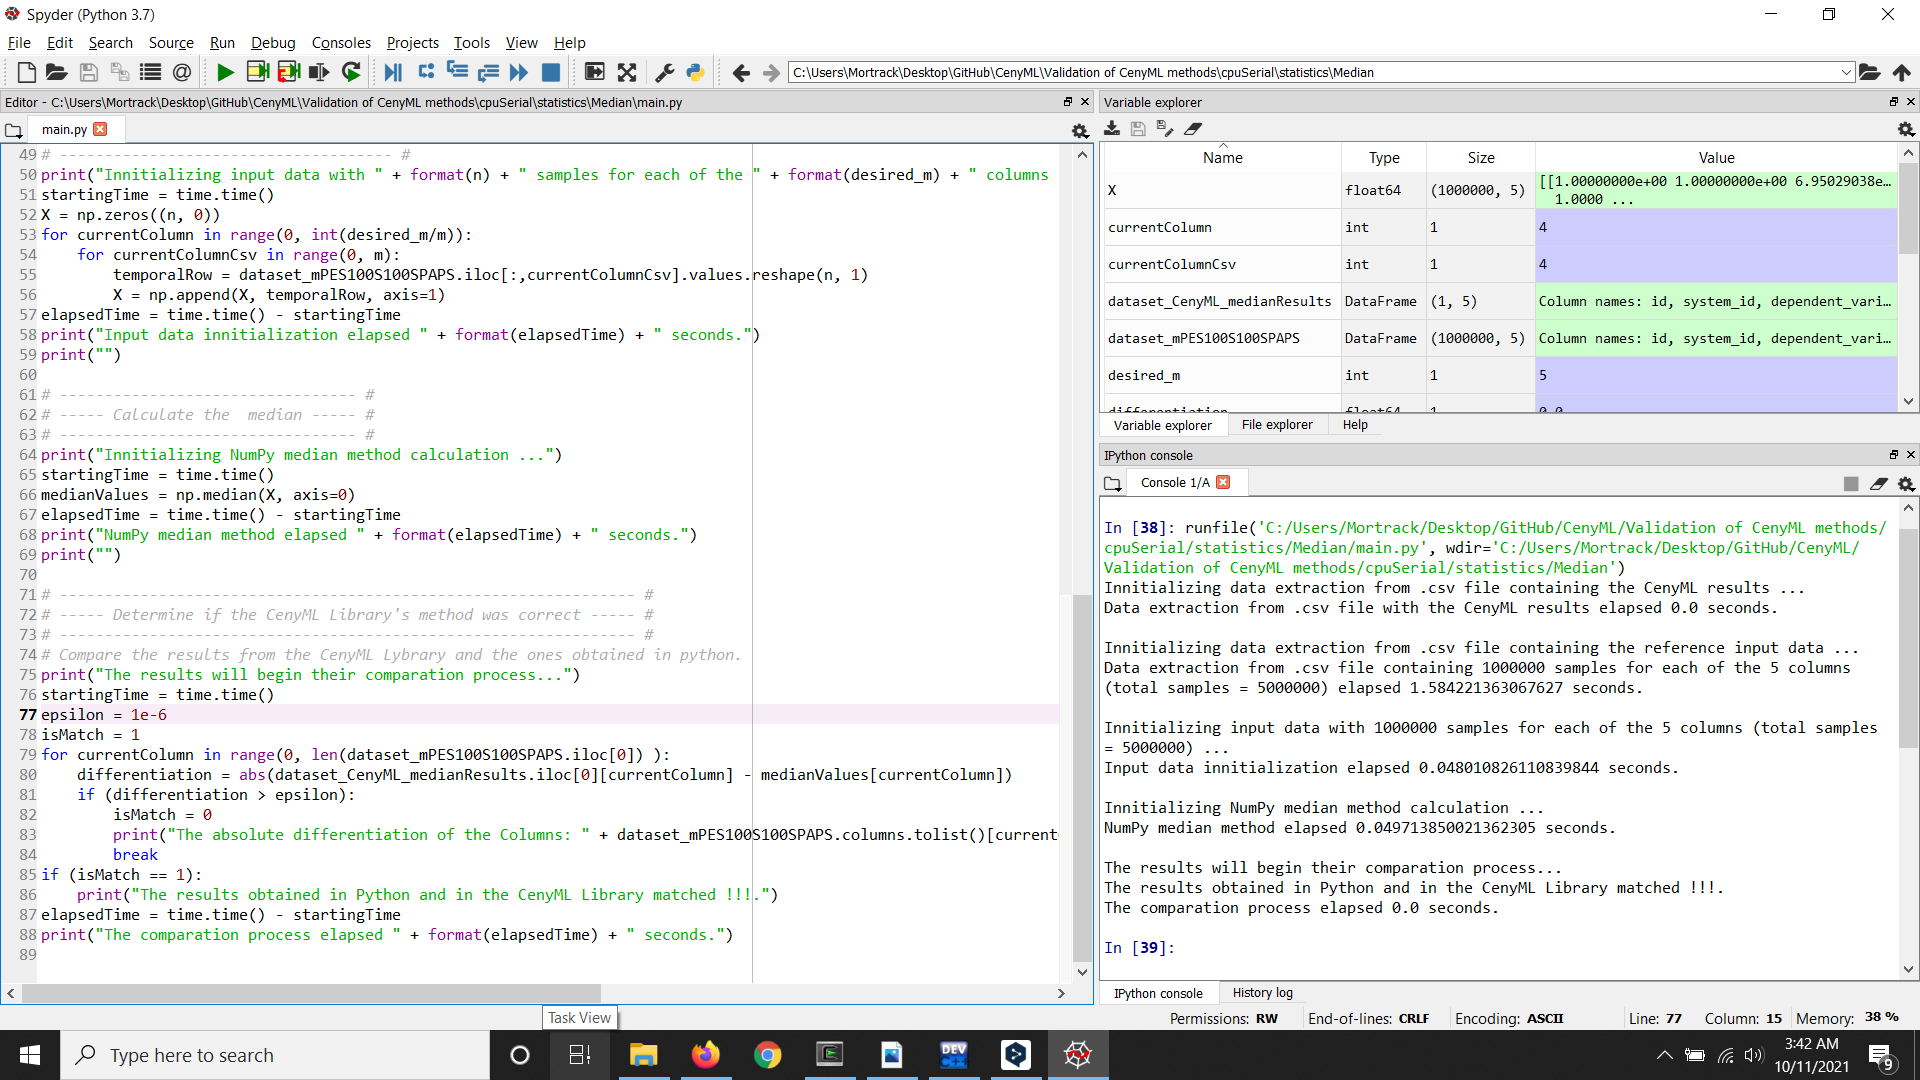 Spyder (Python 3.7)
File Edit Search Source Run Debug Consoles Projects Tools View Help
C:\Users\Mortrack\Desktop\GitHub\CenyML\Validation of CenyML methods\cpuSerial\statistics\Median
Editor - C:\Users\Mortrack\Desktop\GitHub\CenyML\Validation of CenyML methods\cpuSerial\statistics\Median\main.py
main.py
49 # ------------------------------------- #
50 print("Innitializing input data with " + format(n) + " samples for each of the " + format(desired_m) + " columns
51 startingTime = time.time()
52 X = np.zeros((n, 0))
53 for currentColumn in range(0, int(desired_m/m)):
54 for currentColumnCsv in range(0, m):
55 temporalRow = dataset_mPES100S100SPAPS.iloc[:,currentColumnCsv].values.reshape(n, 1)
56 X = np.append(X, temporalRow, axis=1)
57 elapsedTime = time.time() - startingTime
58 print("Input data innitialization elapsed " + format(elapsedTime) + " seconds.")
59 print("")
60
61 # --------------------------------- #
62 # ----- Calculate the  median ----- #
63 # --------------------------------- #
64 print("Innitializing NumPy median method calculation ...")
65 startingTime = time.time()
66 medianValues = np.median(X, axis=0)
67 elapsedTime = time.time() - startingTime
68 print("NumPy median method elapsed " + format(elapsedTime) + " seconds.")
69 print("")
70
71 # ---------------------------------------------------------------- #
72 # ----- Determine if the CenyML Library's method was correct ----- #
73 # ---------------------------------------------------------------- #
74 # Compare the results from the CenyML Lybrary and the ones obtained in python.
75 print("The results will begin their comparation process...")
76 startingTime = time.time()
77 epsilon = 1e-6
78 isMatch = 1
79 for currentColumn in range(0, len(dataset_mPES100S100SPAPS.iloc[0]) ):
80 differentiation = abs(dataset_CenyML_medianResults.iloc[0][currentColumn] - medianValues[currentColumn])
81 if (differentiation > epsilon):
82 isMatch = 0
83 print("The absolute differentiation of the Columns: " + dataset_mPES100S100SPAPS.columns.tolist()[current
84 break
85 if (isMatch == 1):
86 print("The results obtained in Python and in the CenyML Library matched !!!.")
87 elapsedTime = time.time() - startingTime
88 print("The comparation process elapsed " + format(elapsedTime) + " seconds.")
89
Variable explorer
Name Type Size Value
X float64 (1000000, 5) [[1.00000000e+00 1.00000000e+00 6.95029038e…
1.0000 ...
currentColumn int 1 4
currentColumnCsv int 1 4
dataset_CenyML_medianResults DataFrame (1, 5) Column names: id, system_id, dependent_vari…
dataset_mPES100S100SPAPS DataFrame (1000000, 5) Column names: id, system_id, dependent_vari…
desired_m int 1 5
differentiation float64 1 0.0
Variable explorer File explorer Help
IPython console
Console 1/A
In [38]: runfile('C:/Users/Mortrack/Desktop/GitHub/CenyML/Validation of CenyML methods/
cpuSerial/statistics/Median/main.py', wdir='C:/Users/Mortrack/Desktop/GitHub/CenyML/
Validation of CenyML methods/cpuSerial/statistics/Median')
Innitializing data extraction from .csv file containing the CenyML results ...
Data extraction from .csv file with the CenyML results elapsed 0.0 seconds.
Innitializing data extraction from .csv file containing the reference input data ...
Data extraction from .csv file containing 1000000 samples for each of the 5 columns
(total samples = 5000000) elapsed 1.584221363067627 seconds.
Innitializing input data with 1000000 samples for each of the 5 columns (total samples
= 5000000) ...
Input data innitialization elapsed 0.048010826110839844 seconds.
Innitializing NumPy median method calculation ...
NumPy median method elapsed 0.049713850021362305 seconds.
The results will begin their comparation process...
The results obtained in Python and in the CenyML Library matched !!!.
The comparation process elapsed 0.0 seconds.
In [39]:
IPython console History log
Task View
Permissions: RW End-of-lines: CRLF Encoding: ASCII Line: 77 Column: 15 Memory: 38 %
Type here to search
DEV
3:42 AM
10/11/2021
9